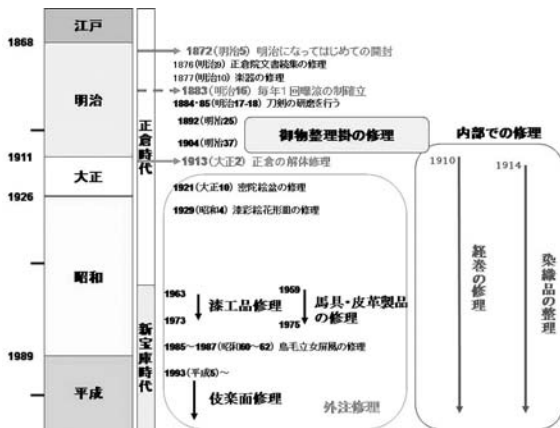 江戸
1868
1872(明治5) 明治になってはじめての開封
1876(明治9) 正倉院文書続集の修理
1877(明治10) 楽器の修理
1883(明治16) 毎年1回曝涼の制確立
1884・85(明治17-18) 刀剣の研磨を行う
明治
1892(明治25)
1904(明治37)
御物整理掛の修理
内部での修理
正倉時代
1911
1913(大正2) 正倉の解体修理
1910
1914
大正
1926
1921(大正10) 密陀絵盆の修理
1929(昭和4) 漆彩絵花形皿の修理
経巻の修理
染織品の整理
昭和
新宝庫時代
1963
漆工品修理
1973
1959
馬具・皮革製品
の修理
1975
1985~1987(昭和60~62) 鳥毛立女屏風の修理
1989
1993(平成5)~
伎楽面修理
平成
外注修理